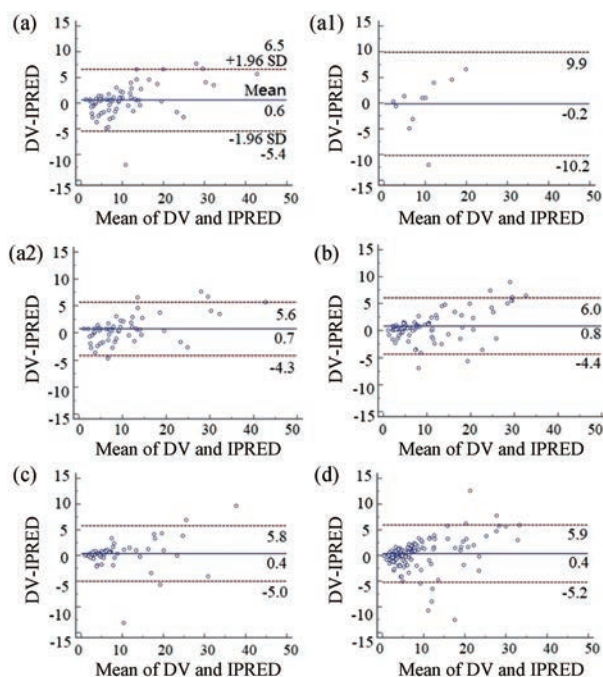 (a)
15
10
5
0
-5
-10
-15
DV-IPRED
6.5
+1.96 SD
Mean
0.6
-1.96 SD
-5.4
0 10 20 30 40 50
Mean of DV and IPRED
(a1)
15
10
5
0
-5
-10
-15
DV-IPRED
9.9
-0.2
-10.2
0 10 20 30 40 50
Mean of DV and IPRED
(a2)
15
10
5
0
-5
-10
-15
DV-IPRED
5.6
0.7
-4.3
0 10 20 30 40 50
Mean of DV and IPRED
(b)
15
10
5
0
-5
-10
-15
DV-IPRED
6.0
0.8
-4.4
0 10 20 30 40 50
Mean of DV and IPRED
(c)
15
10
5
0
-5
-10
-15
DV-IPRED
5.8
0.4
-5.0
0 10 20 30 40 50
Mean of DV and IPRED
(d)
15
10
5
0
-5
-10
-15
DV-IPRED
5.9
0.4
-5.2
0 10 20 30 40 50
Mean of DV and IPRED